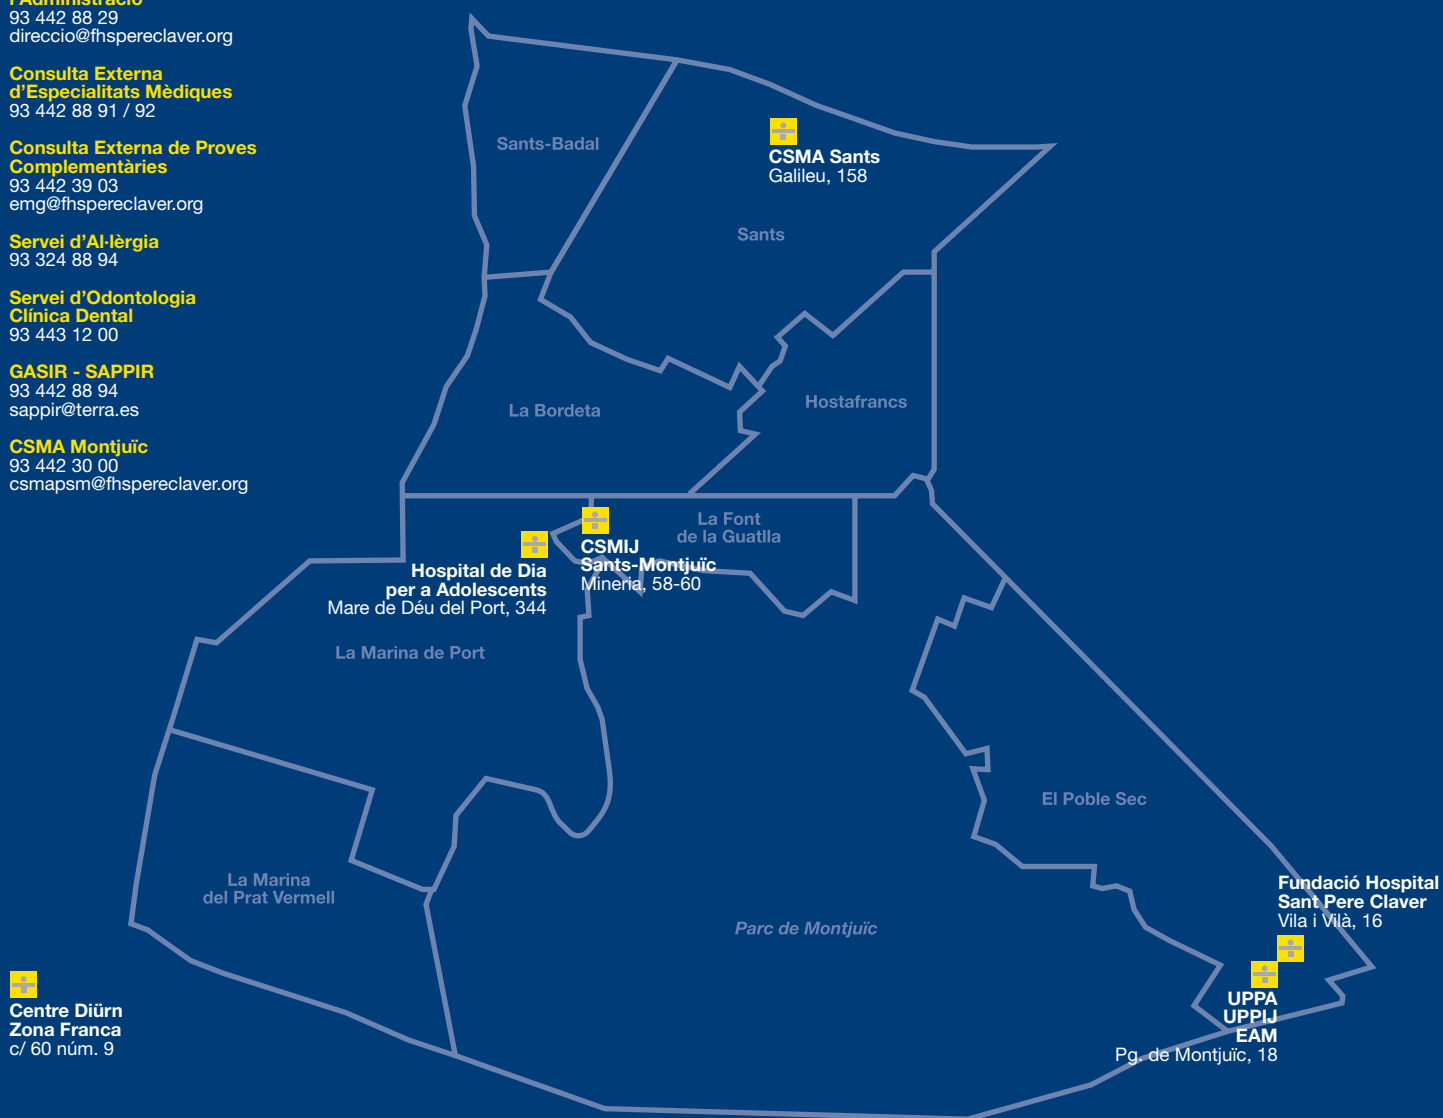 l'Administració
93 442 88 29
direccio@fhspereclaver.org
Consulta Externa
d'Especialitats Mèdiques
93 442 88 91 / 92
Consulta Externa de Proves
Complementàries
93 442 39 03
emg@fhspereclaver.org
Servei d'Al·lèrgia
93 324 88 94
Servei d'Odontologia
Clínica Dental
93 443 12 00
GASIR - SAPPIR
93 442 88 94
sappir@terra.es
CSMA Montjuïc
93 442 30 00
csmapsm@fhspereclaver.org
Sants-Badal
CSMA Sants
Galileu, 158
Sants
La Bordeta
Hostafrancs
La Font
de la Guatlla
CSMIJ
Sants-Montjuïc
Mineria, 58-60
Hospital de Dia
per a Adolescents
Mare de Déu del Port, 344
La Marina de Port
El Poble Sec
La Marina
del Prat Vermell
Parc de Montjuïc
Fundació Hospital
Sant Pere Claver
Vila i Vilà, 16
UPPA
UPPIJ
EAM
Pg. de Montjuïc, 18
Centre Diürn
Zona Franca
c/ 60 núm. 9